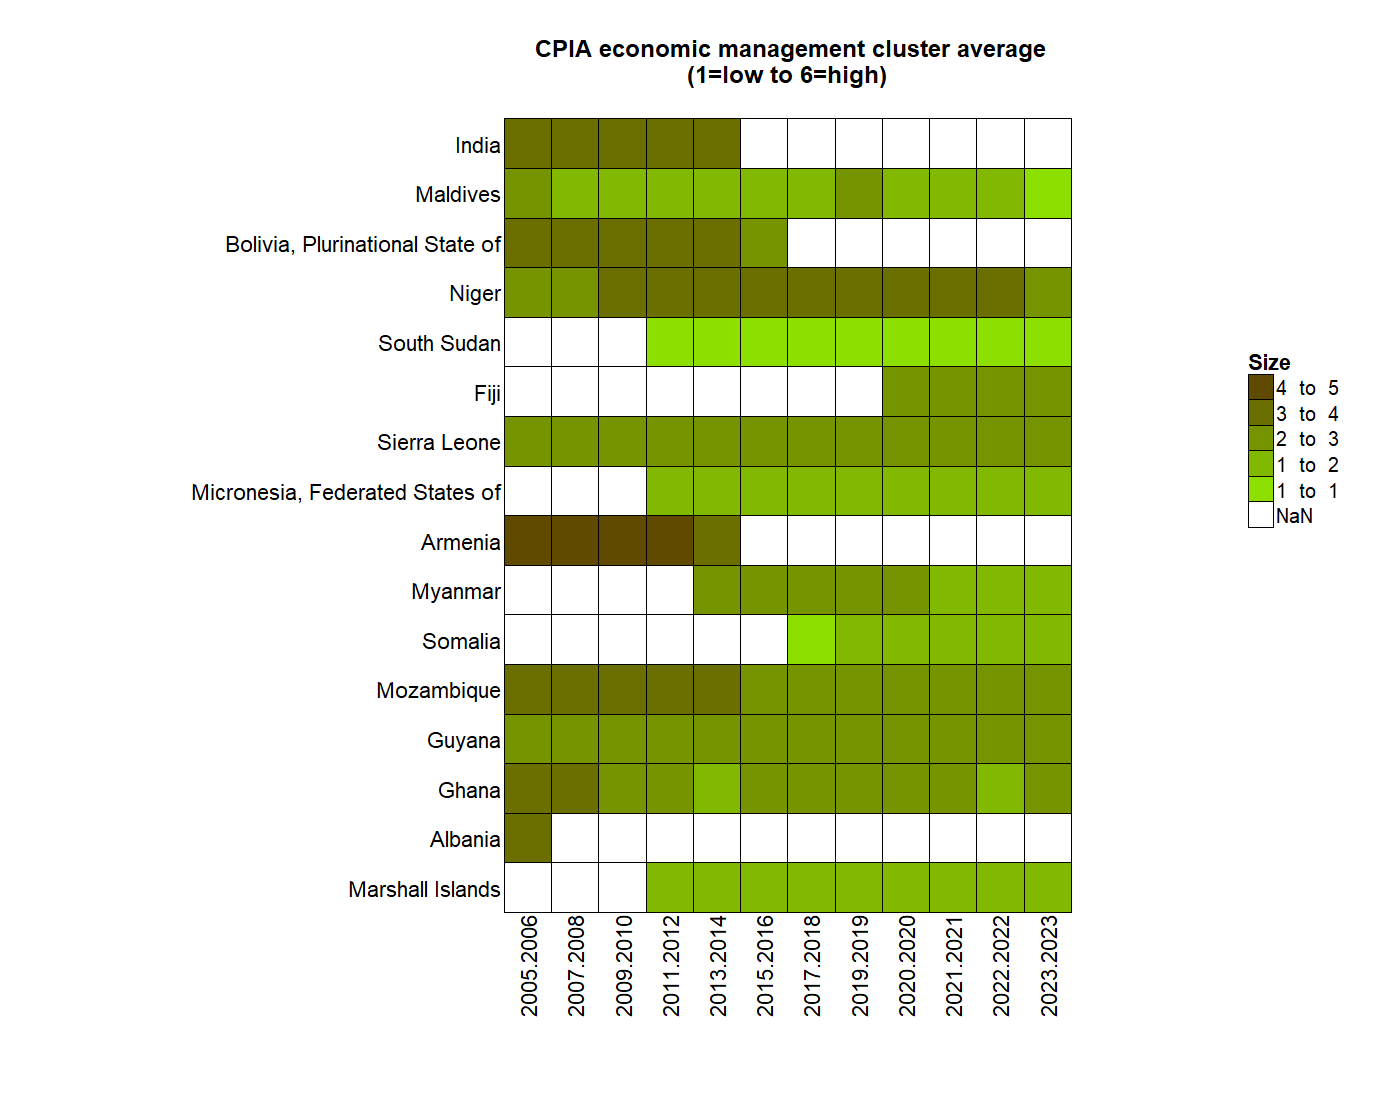 CPIA economic management cluster average
(1=low to 6=high)
India
Maldives
Bolivia, Plurinational State of
Niger
South Sudan
Fiji
Sierra Leone
Micronesia, Federated States of
Armenia
Myanmar
Somalia
Mozambique
Guyana
Ghana
Albania
Marshall Islands
2005.2006
2007.2008
2009.2010
2011.2012
2013.2014
2015.2016
2017.2018
2019.2019
2020.2020
2021.2021
2022.2022
2023.2023
Size
4 to 5
3 to 4
2 to 3
1 to 2
1 to 1
NaN